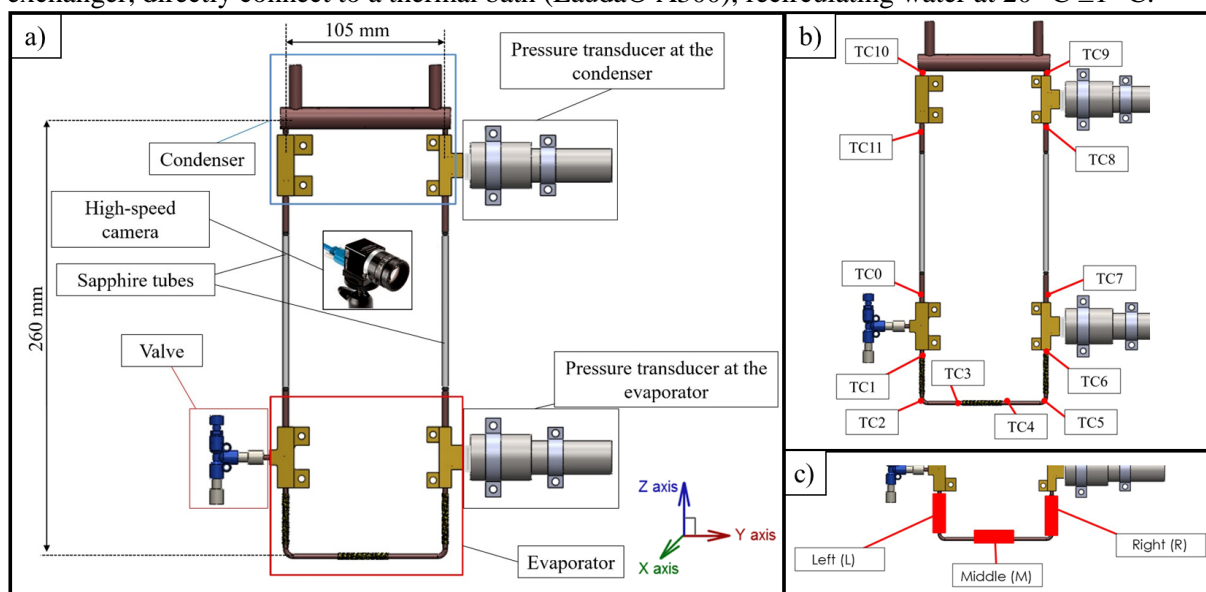 exchanger, directly connect to a thermal bath (Lauda® A300), recirculating water at 20 °C ±1 °C.
a)
105 mm
Pressure transducer at the
condenser
Condenser
High-speed
camera
Sapphire tubes
260 mm
Valve
Pressure transducer at the
evaporator
Z axis
Y axis
X axis
Evaporator
b)
TC10
TC9
TC11
TC8
TC0
TC7
TC1
TC3
TC6
TC2
TC4
TC5
c)
Left (L)
Middle (M)
Right (R)